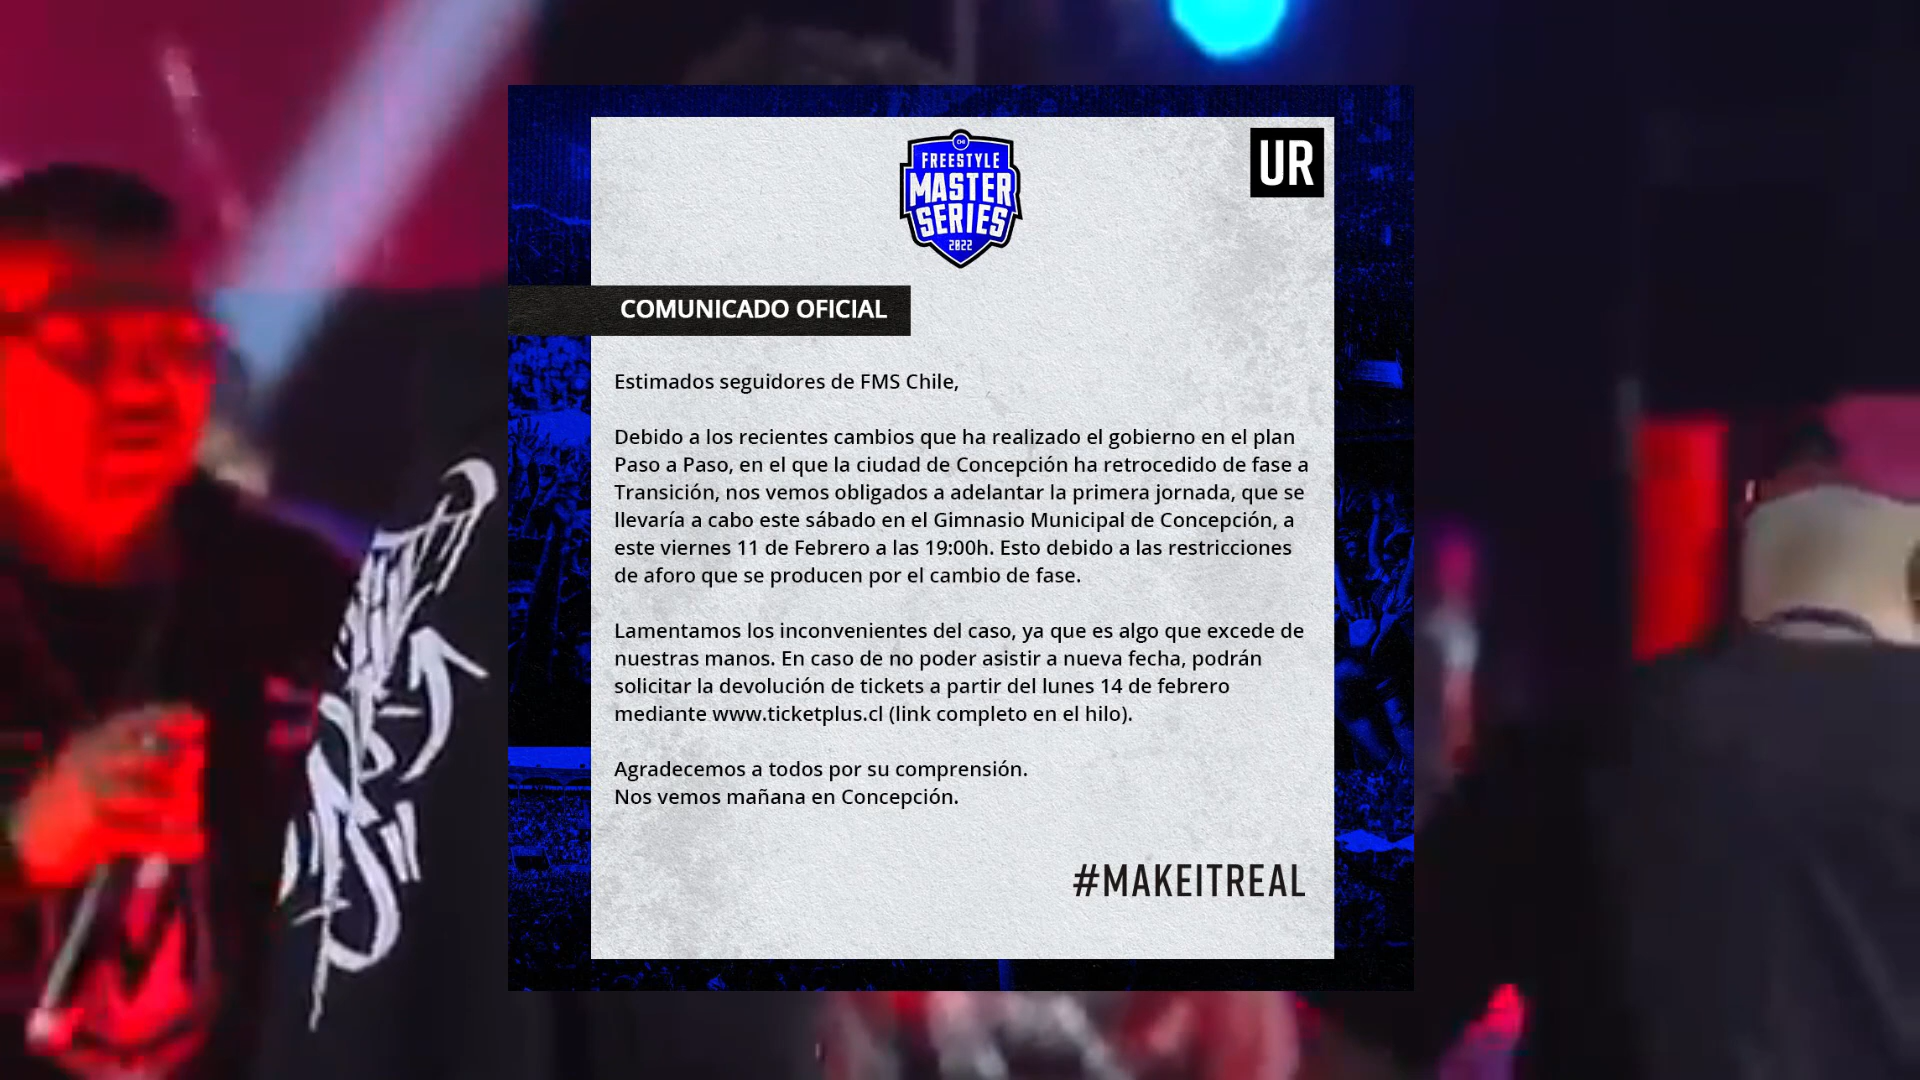 CHI
FREESTYLE
MASTER
SERIES
2022
UR
COMUNICADO OFICIAL
Estimados seguidores de FMS Chile,
Debido a los recientes cambios que ha realizado el gobierno en el plan
Paso a Paso, en el que la ciudad de Concepción ha retrocedido de fase a
Transición, nos vemos obligados a adelantar la primera jornada, que se
llevaría a cabo este sábado en el Gimnasio Municipal de Concepción, a
este viernes 11 de Febrero a las 19:00h. Esto debido a las restricciones
de aforo que se producen por el cambio de fase.
Lamentamos los inconvenientes del caso, ya que es algo que excede de
nuestras manos. En caso de no poder asistir a nueva fecha, podrán
solicitar la devolución de tickets a partir del lunes 14 de febrero
mediante www.ticketplus.cl (link completo en el hilo).
Agradecemos a todos por su comprensión.
Nos vemos mañana en Concepción.
#MAKEITREAL